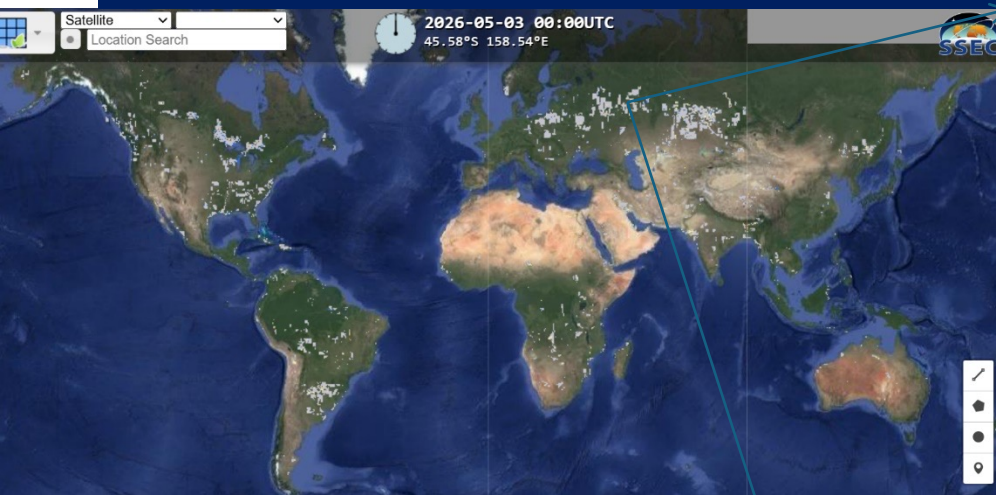 Satellite
Location Search
2026-05-03 00:00UTC
45.58°S 158.54°E
SSEC